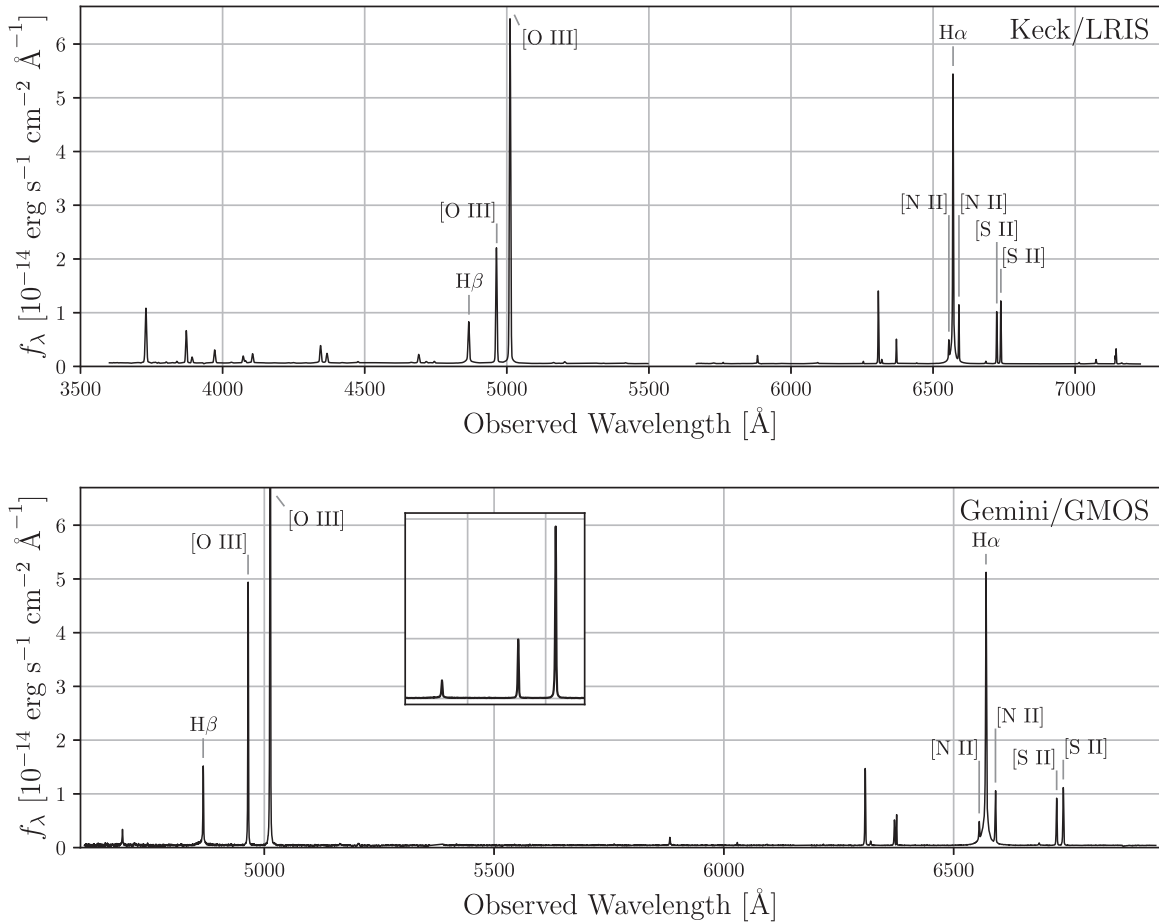 Keck/LRIS
[O III]
Hα
[O III]
[N II] [N II]
[S II]
[S II]
Hβ
6
5
4
3
2
1
0
3500 4000 4500 5000 5500 6000 6500 7000
Observed Wavelength [Å]
f_λ [10⁻¹⁴ erg s⁻¹ cm⁻² Å⁻¹]
Gemini/GMOS
[O III]
[O III]
Hα
Hβ
[N II]
[N II]
[S II]
[S II]
6
5
4
3
2
1
0
5000 5500 6000 6500
Observed Wavelength [Å]
f_λ [10⁻¹⁴ erg s⁻¹ cm⁻² Å⁻¹]